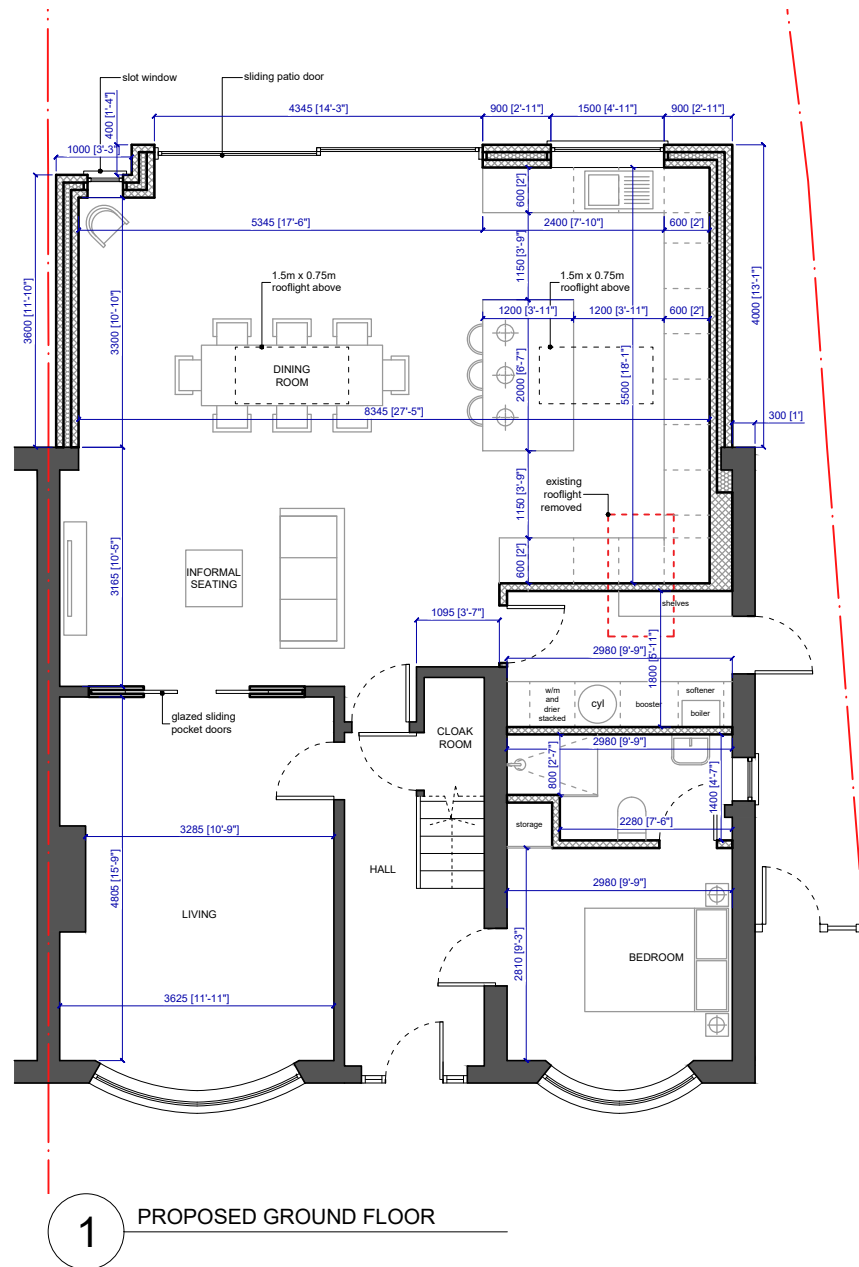 slot window
sliding patio door
400 [1'-4"]
4345 [14'-3"]
900 [2'-11"]
1500 [4'-11"]
900 [2'-11"]
1000 [3'-3"]
600 [2']
5345 [17'-6"]
2400 [7'-10"]
600 [2']
1150 [3'-9"]
1.5m x 0.75m
rooflight above
1.5m x 0.75m
rooflight above
3600 [11'-10"]
3300 [10'-10"]
4000 [13'-1"]
1200 [3'-11"]
1200 [3'-11"]
600 [2']
DINING
ROOM
2000 [6'-7"]
5500 [18'-1"]
8345 [27'-5"]
300 [1']
existing
rooflight
removed
1150 [3'-9"]
3165 [10'-5"]
INFORMAL
SEATING
600 [2']
shelves
1095 [3'-7"]
2980 [9'-9"]
1800 [5'-11"]
w/m
and
drier
stacked
cyl
booster
softener
boiler
glazed sliding
pocket doors
CLOAK
ROOM
2980 [9'-9"]
800 [2'-7"]
1400 [4'-7"]
storage
2280 [7'-6"]
3285 [10'-9"]
4805 [15'-9"]
HALL
2980 [9'-9"]
LIVING
2810 [9'-3"]
BEDROOM
3625 [11'-11"]
1
PROPOSED GROUND FLOOR